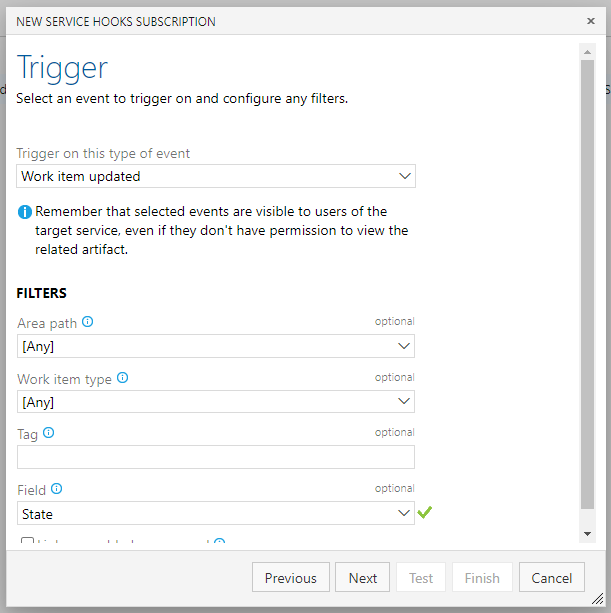 NEW SERVICE HOOKS SUBSCRIPTION
Trigger
Select an event to trigger on and configure any filters.
Trigger on this type of event
Work item updated
Remember that selected events are visible to users of the
target service, even if they don't have permission to view the
related artifact.
FILTERS
Area path optional
[Any]
Work item type optional
[Any]
Tag optional
Field optional
State
Previous Next Test Finish Cancel